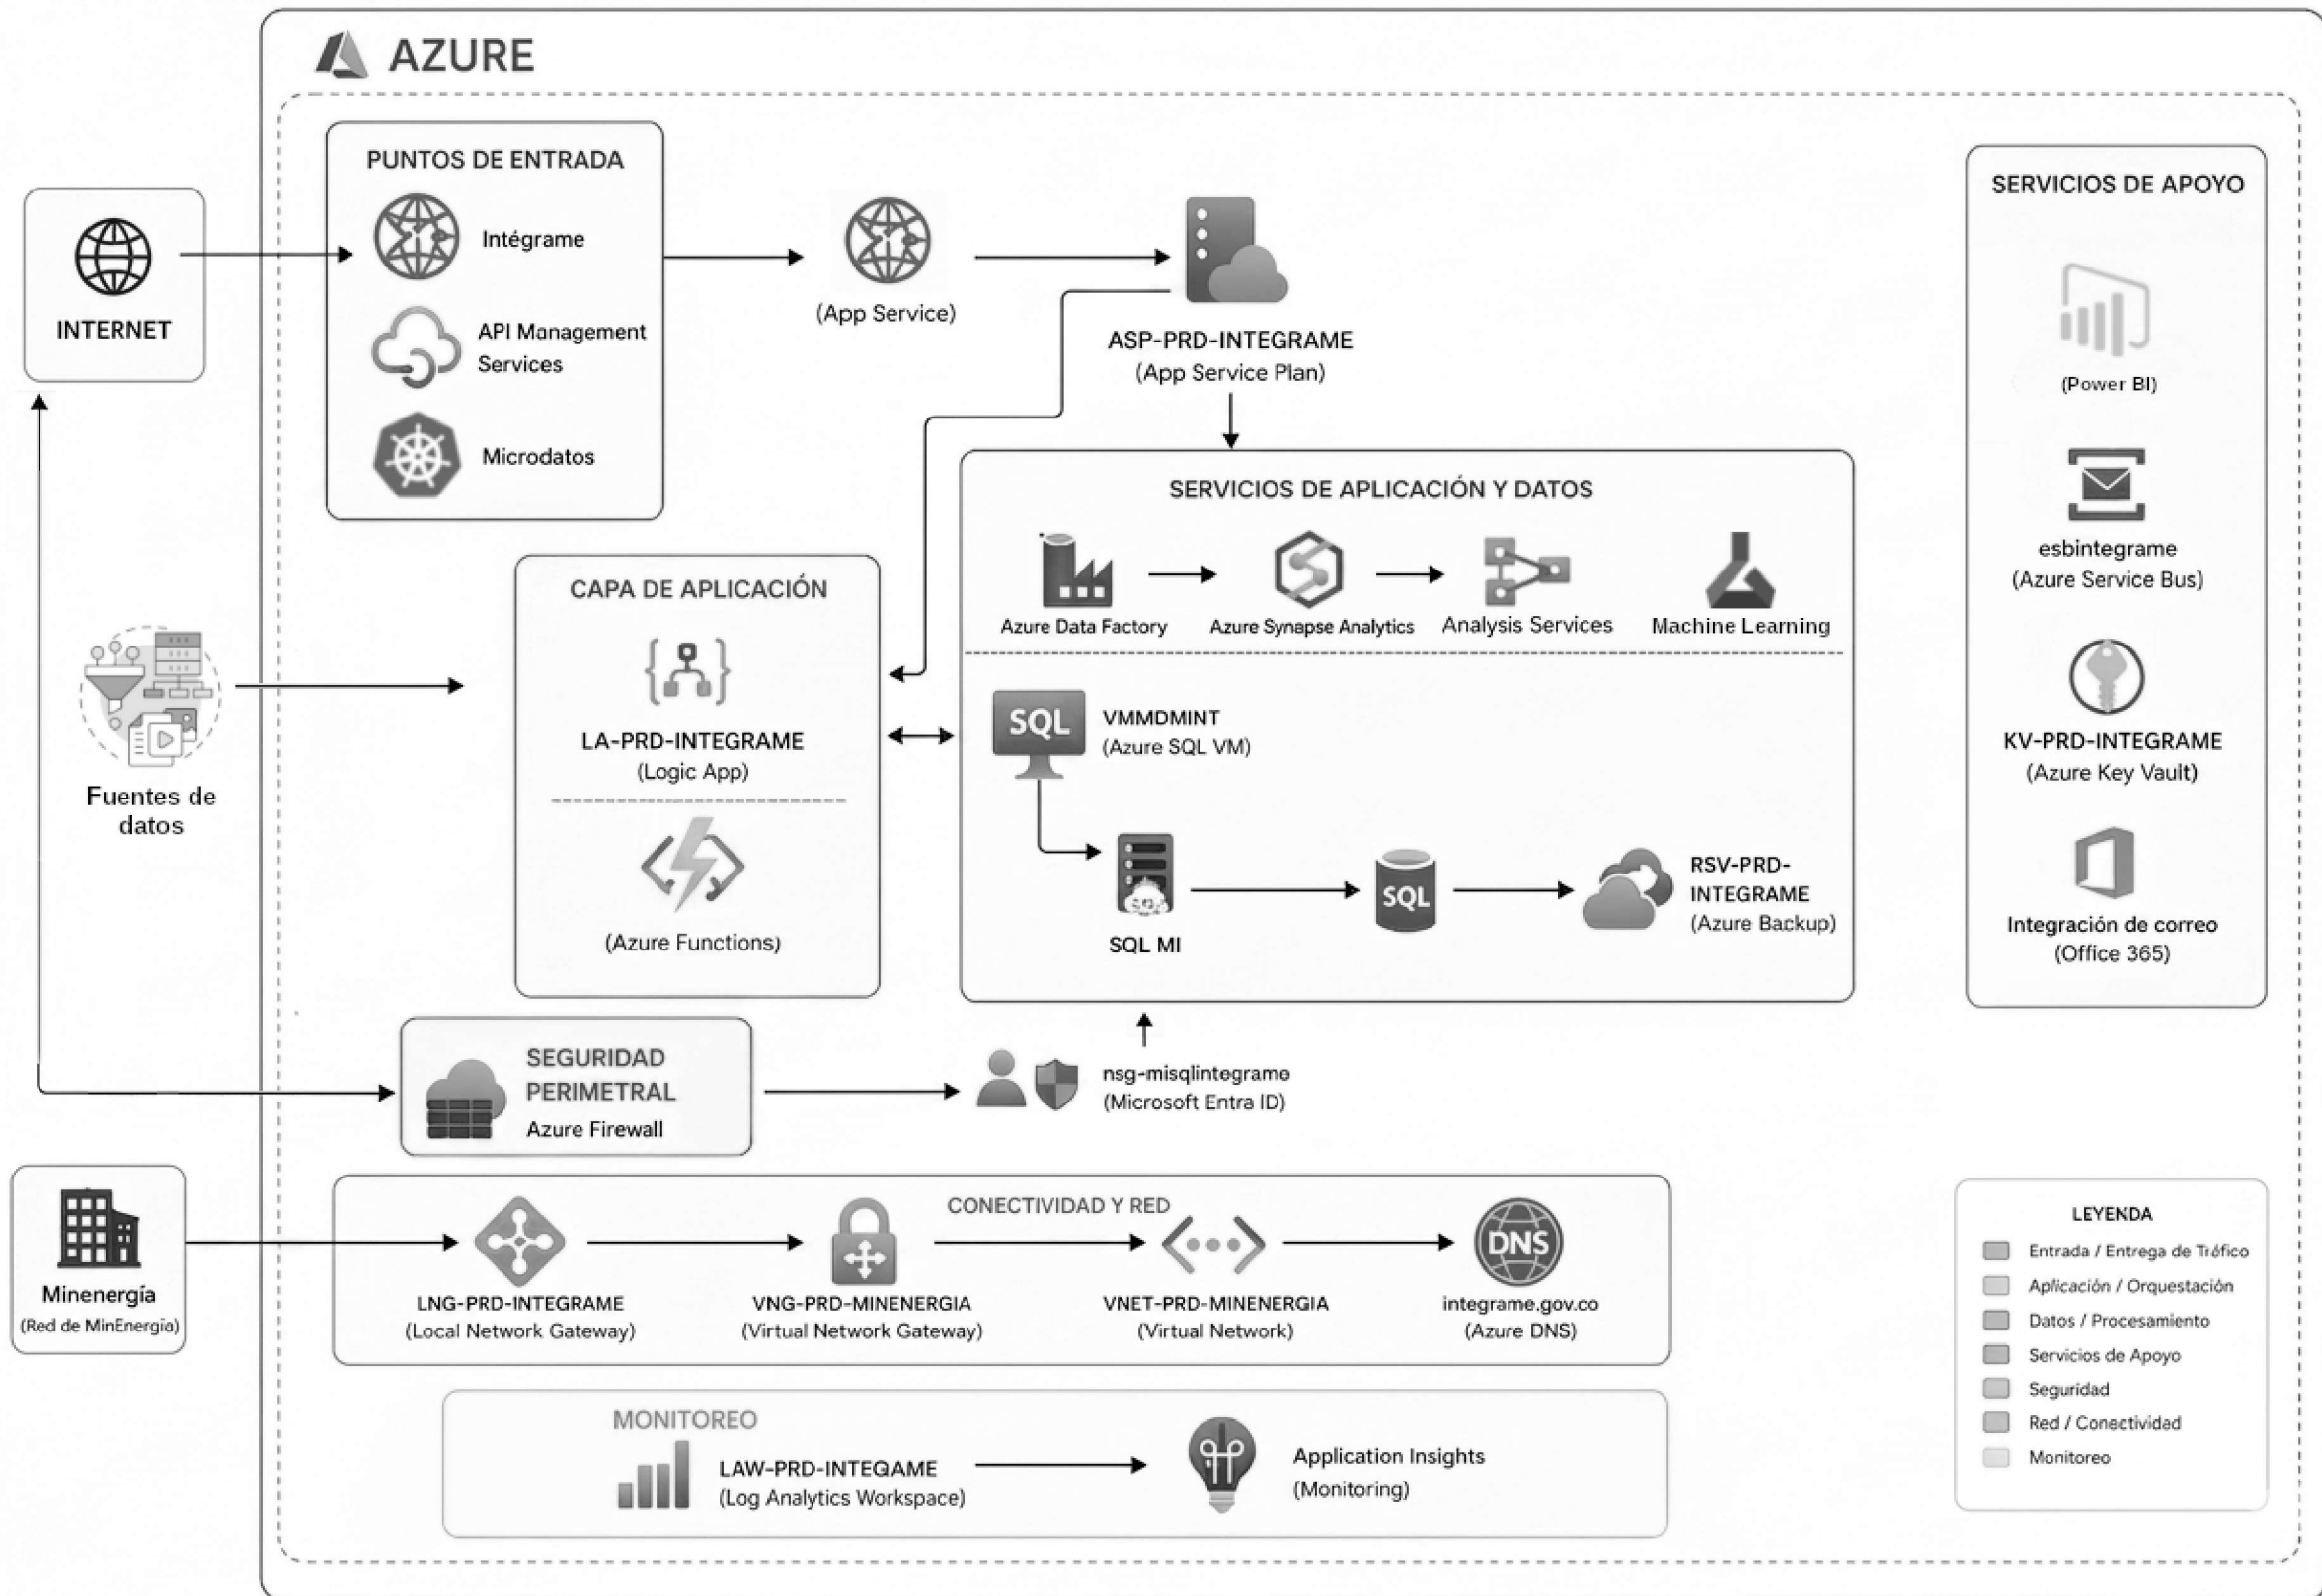 AZURE
PUNTOS DE ENTRADA
Intégrame
API Management
Services
Microdatos
INTERNET
(App Service)
ASP-PRD-INTEGRAME
(App Service Plan)
SERVICIOS DE APOYO
(Power BI)
esbintegrame
(Azure Service Bus)
KV-PRD-INTEGRAME
(Azure Key Vault)
Integración de correo
(Office 365)
SERVICIOS DE APLICACIÓN Y DATOS
Azure Data Factory
Azure Synapse Analytics
Analysis Services
Machine Learning
SQL
VMMDMINT
(Azure SQL VM)
SQL MI
SQL
RSV-PRD-
INTEGRAME
(Azure Backup)
CAPA DE APLICACIÓN
LA-PRD-INTEGRAME
(Logic App)
(Azure Functions)
Fuentes de
datos
SEGURIDAD
PERIMETRAL
Azure Firewall
nsg-misqlintegrame
(Microsoft Entra ID)
Minenergía
(Red de MinEnergía)
CONECTIVIDAD Y RED
LNG-PRD-INTEGRAME
(Local Network Gateway)
VNG-PRD-MINENERGIA
(Virtual Network Gateway)
VNET-PRD-MINENERGIA
(Virtual Network)
DNS
integrame.gov.co
(Azure DNS)
MONITOREO
LAW-PRD-INTEQAME
(Log Analytics Workspace)
Application Insights
(Monitoring)
LEYENDA
Entrada / Entrega de Tráfico
Aplicación / Orquestación
Datos / Procesamiento
Servicios de Apoyo
Seguridad
Red / Conectividad
Monitoreo